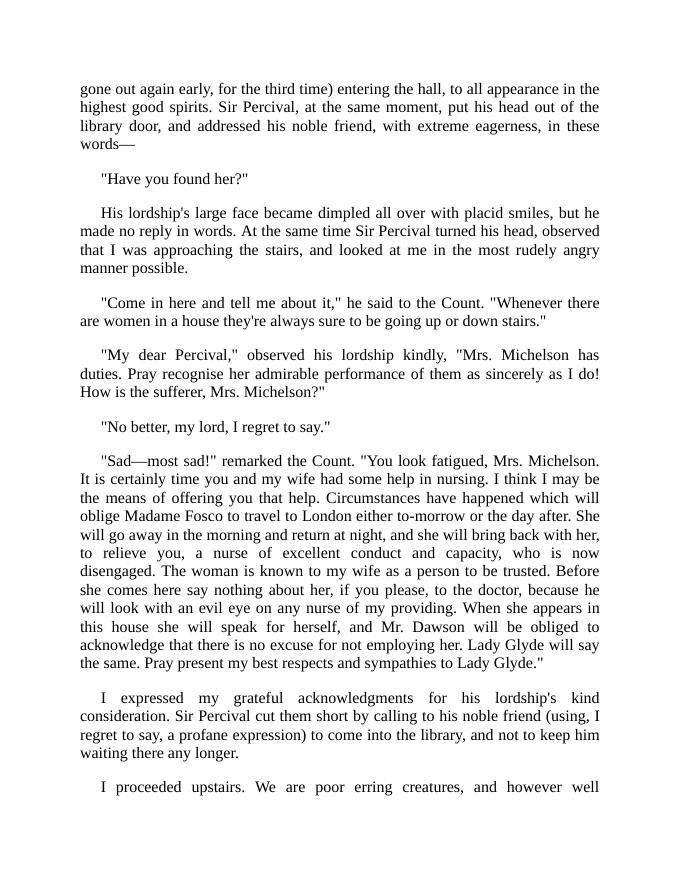 gone out again early, for the third time) entering the hall, to all appearance in the
highest good spirits. Sir Percival, at the same moment, put his head out of the
library door, and addressed his noble friend, with extreme eagerness, in these
words—
"Have you found her?"
His lordship's large face became dimpled all over with placid smiles, but he
made no reply in words. At the same time Sir Percival turned his head, observed
that I was approaching the stairs, and looked at me in the most rudely angry
manner possible.
"Come in here and tell me about it," he said to the Count. "Whenever there
are women in a house they're always sure to be going up or down stairs."
"My dear Percival," observed his lordship kindly, "Mrs. Michelson has
duties. Pray recognise her admirable performance of them as sincerely as I do!
How is the sufferer, Mrs. Michelson?"
"No better, my lord, I regret to say."
"Sad—most sad!" remarked the Count. "You look fatigued, Mrs. Michelson.
It is certainly time you and my wife had some help in nursing. I think I may be
the means of offering you that help. Circumstances have happened which will
oblige Madame Fosco to travel to London either to-morrow or the day after. She
will go away in the morning and return at night, and she will bring back with her,
to relieve you, a nurse of excellent conduct and capacity, who is now
disengaged. The woman is known to my wife as a person to be trusted. Before
she comes here say nothing about her, if you please, to the doctor, because he
will look with an evil eye on any nurse of my providing. When she appears in
this house she will speak for herself, and Mr. Dawson will be obliged to
acknowledge that there is no excuse for not employing her. Lady Glyde will say
the same. Pray present my best respects and sympathies to Lady Glyde."
I expressed my grateful acknowledgments for his lordship's kind
consideration. Sir Percival cut them short by calling to his noble friend (using, I
regret to say, a profane expression) to come into the library, and not to keep him
waiting there any longer.
I proceeded upstairs. We are poor erring creatures, and however well